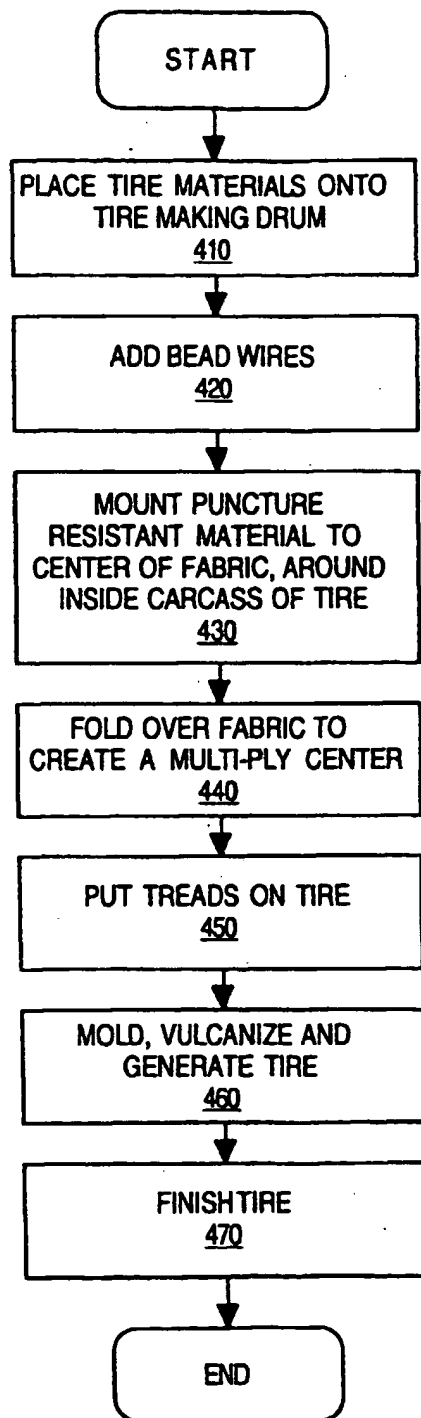 START
PLACE TIRE MATERIALS ONTO
TIRE MAKING DRUM
410
ADD BEAD WIRES
420
MOUNT PUNCTURE
RESISTANT MATERIAL TO
CENTER OF FABRIC, AROUND
INSIDE CARCASS OF TIRE
430
FOLD OVER FABRIC TO
CREATE A MULTI-PLY CENTER
440
PUT TREADS ON TIRE
450
MOLD, VULCANIZE AND
GENERATE TIRE
460
FINISH TIRE
470
END